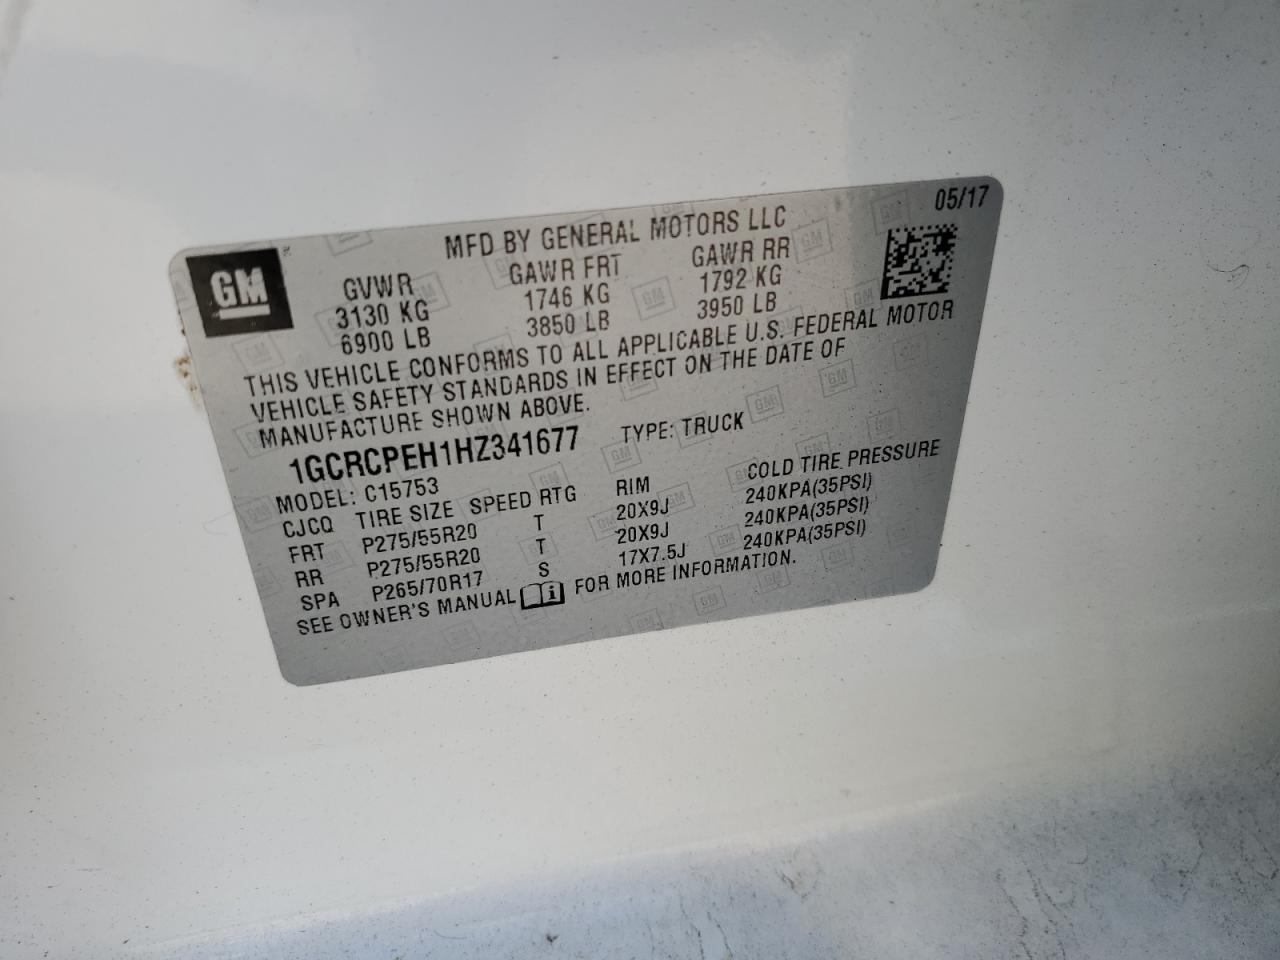 05/17
GM
MFD BY GENERAL MOTORS LLC
GVWR GAWR FRT GAWR RR
3130 KG 1746 KG 1792 KG
6900 LB 3850 LB 3950 LB
THIS VEHICLE CONFORMS TO ALL APPLICABLE U.S. FEDERAL MOTOR
VEHICLE SAFETY STANDARDS IN EFFECT ON THE DATE OF
MANUFACTURE SHOWN ABOVE.
1GCRCPEH1HZ341677 TYPE: TRUCK
MODEL: C15753
CJCQ TIRE SIZE SPEED RTG RIM COLD TIRE PRESSURE
FRT P275/55R20 T 20X9J 240KPA(35PSI)
RR P275/55R20 T 20X9J 240KPA(35PSI)
SPA P265/70R17 S 17X7.5J 240KPA(35PSI)
SEE OWNER'S MANUAL FOR MORE INFORMATION.